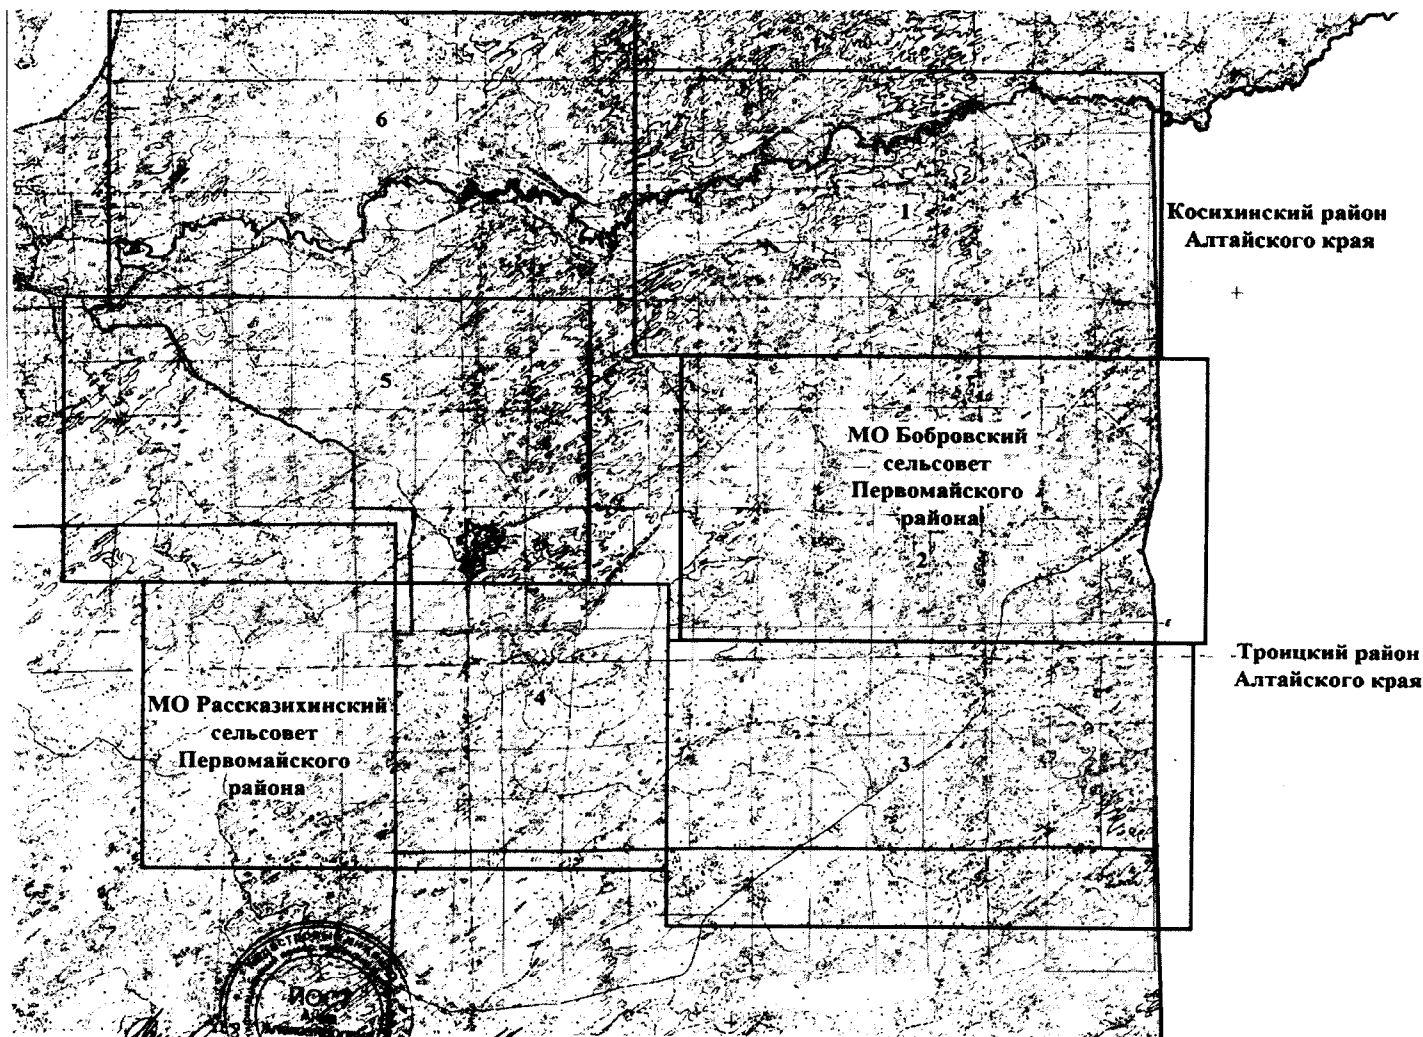 6
1
Косихинский район
Алтайского края
5
МО Бобровский
сельсовет
Первомайского
района
2
Троицкий район
Алтайского края
4
МО Рассказихинский
сельсовет
Первомайского
района
3